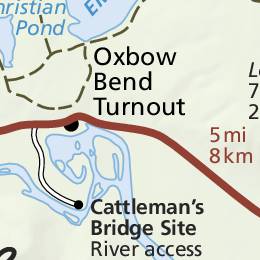 Christian
Pond
Oxbow
Bend
Turnout
5 mi
8 km
Cattleman's
Bridge Site
River access